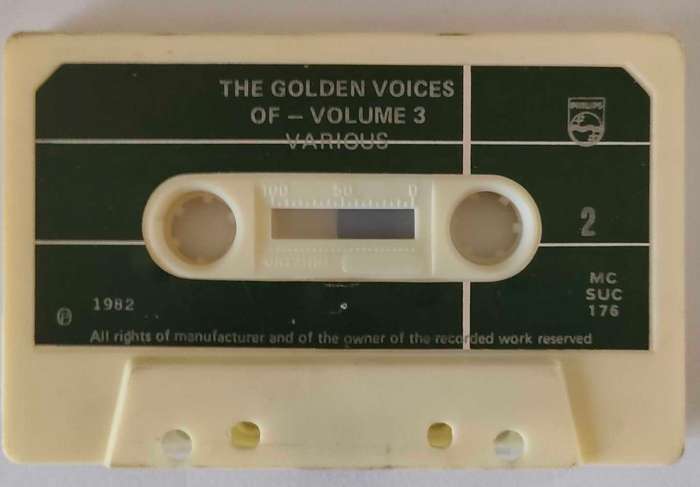 THE GOLDEN VOICES
OF – VOLUME 3
VARIOUS
PHILIPS
100 50 0
2
MC
SUC
176
℗ 1982
All rights of manufacturer and of the owner of the recorded work reserved